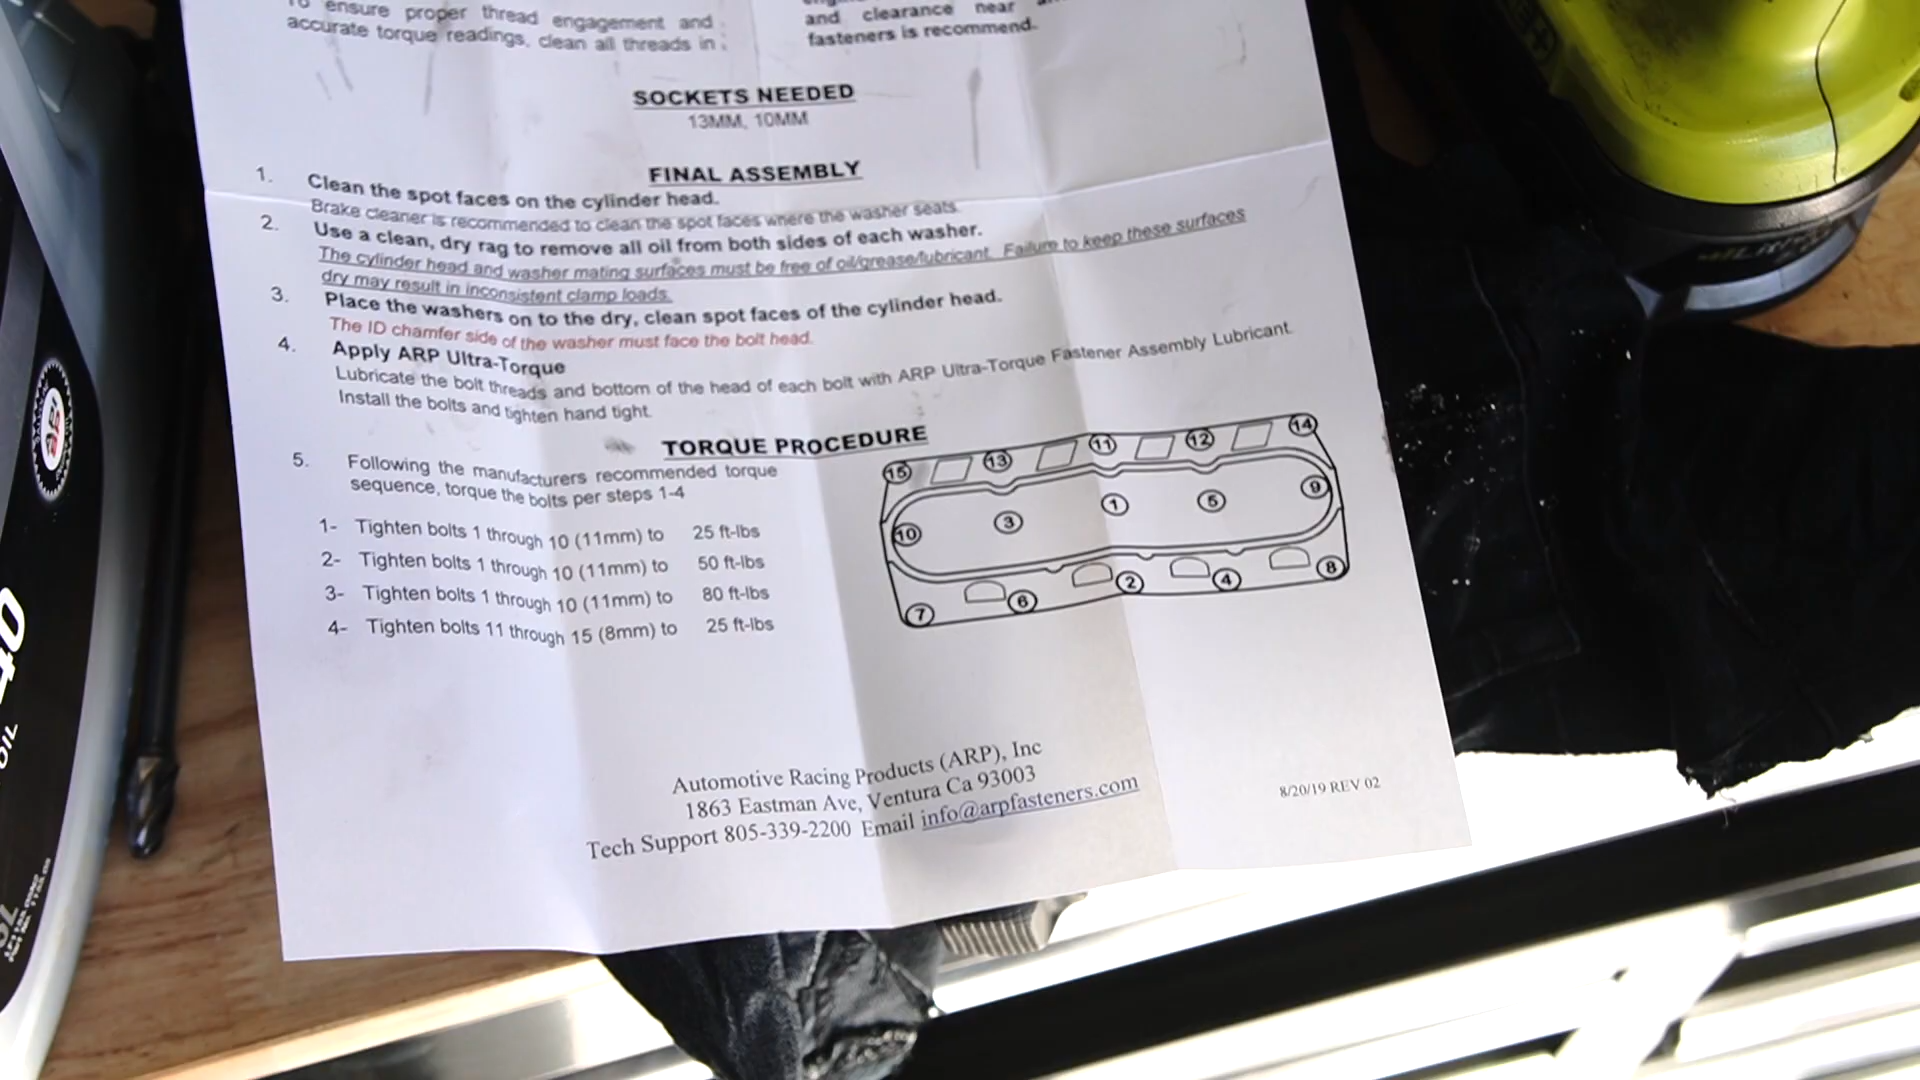 To ensure proper thread engagement and
accurate torque readings, clean all threads in
and clearance near
fasteners is recommend.
SOCKETS NEEDED
13MM, 10MM
FINAL ASSEMBLY
1. Clean the spot faces on the cylinder head.
Brake cleaner is recommended to clean the spot faces where the washer seats.
2. Use a clean, dry rag to remove all oil from both sides of each washer.
The cylinder head and washer mating surfaces must be free of oil/grease/lubricant. Failure to keep these surfaces
dry may result in inconsistent clamp loads.
3. Place the washers on to the dry, clean spot faces of the cylinder head.
The ID chamfer side of the washer must face the bolt head.
4. Apply ARP Ultra-Torque
Lubricate the bolt threads and bottom of the head of each bolt with ARP Ultra-Torque Fastener Assembly Lubricant.
Install the bolts and tighten hand tight.
TORQUE PROCEDURE
5. Following the manufacturers recommended torque
sequence, torque the bolts per steps 1-4
1- Tighten bolts 1 through 10 (11mm) to 25 ft-lbs
2- Tighten bolts 1 through 10 (11mm) to 50 ft-lbs
3- Tighten bolts 1 through 10 (11mm) to 80 ft-lbs
4- Tighten bolts 11 through 15 (8mm) to 25 ft-lbs
15 13 11 12 14
10 3 1 5 9
7 6 2 4 8
Automotive Racing Products (ARP), Inc
1863 Eastman Ave, Ventura Ca 93003
Tech Support 805-339-2200 Email info@arpfasteners.com
8/20/19 REV 02
OIL